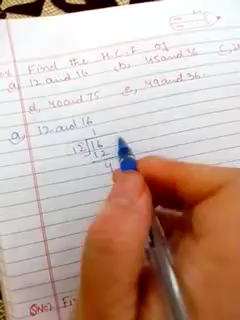 Find the H.C.F of
a, 12 and 16 b, 45 and 36 c,
d, 40 and 75 e, 49 and 36.
a, 12 and 16
1
12 16
12
4
QNo2.